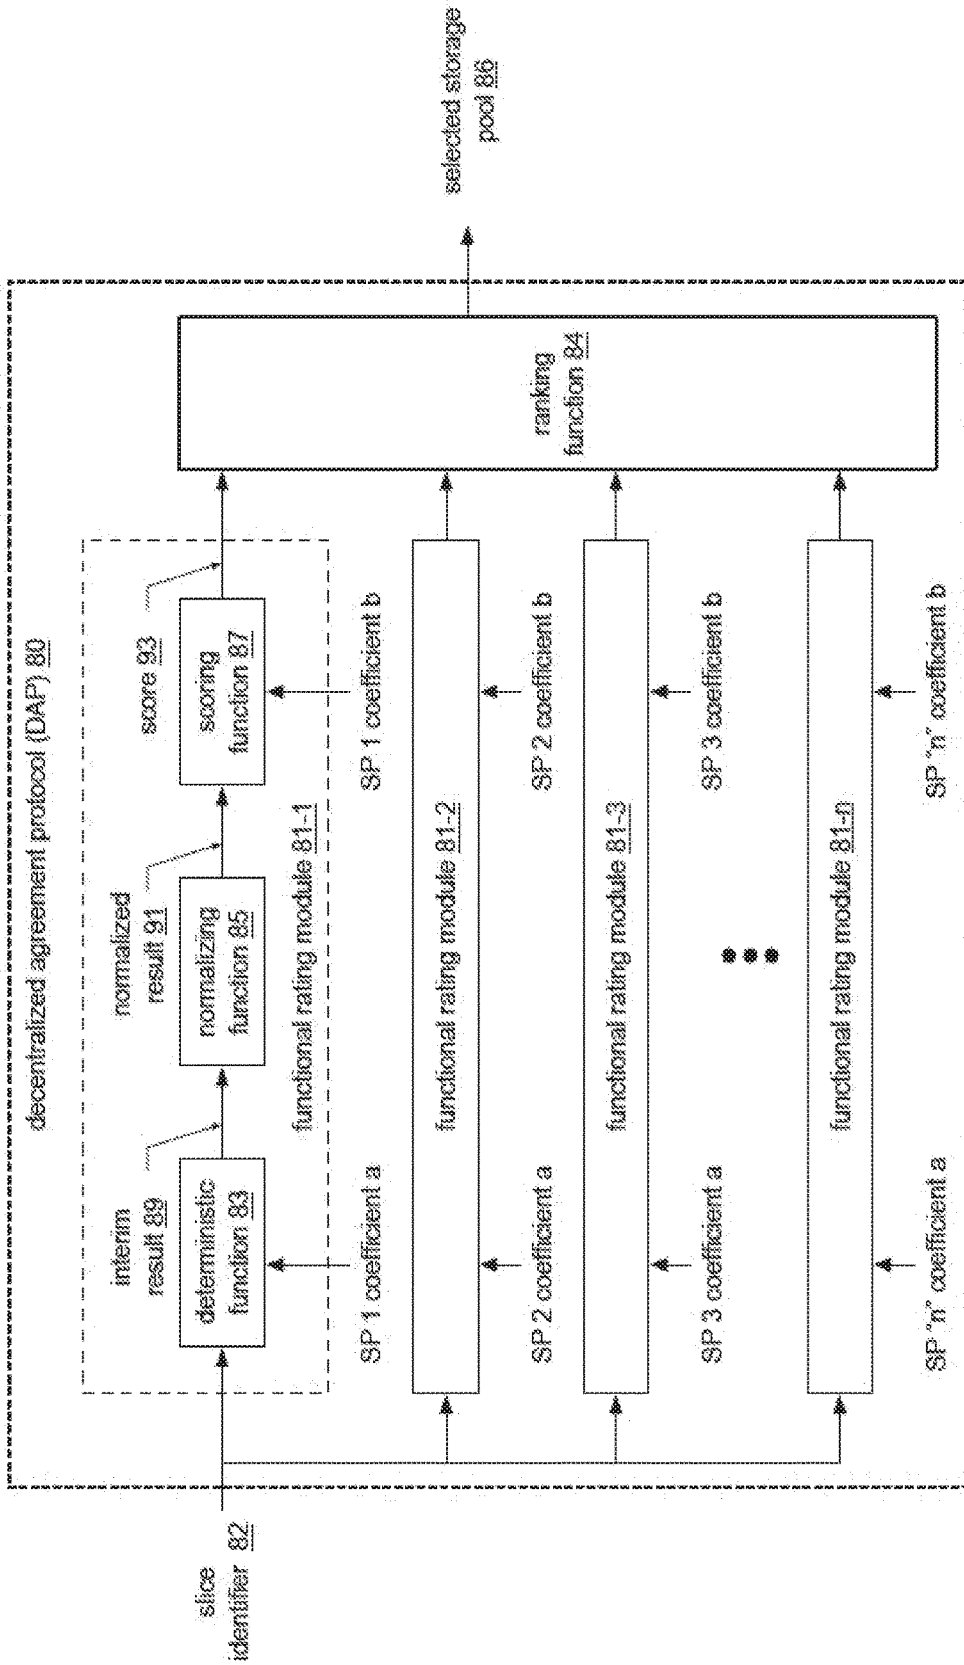 decentralized agreement protocol (DAP) 80
slice
identifier 82
interim
result 89
normalized
result 91
score 93
deterministic
function 83
normalizing
function 85
scoring
function 87
functional rating module 81-1
SP 1 coefficient a
SP 1 coefficient b
functional rating module 81-2
SP 2 coefficient a
SP 2 coefficient b
functional rating module 81-3
SP 3 coefficient a
SP 3 coefficient b
functional rating module 81-n
SP "n" coefficient a
SP "n" coefficient b
ranking
function 84
selected storage
pool 86